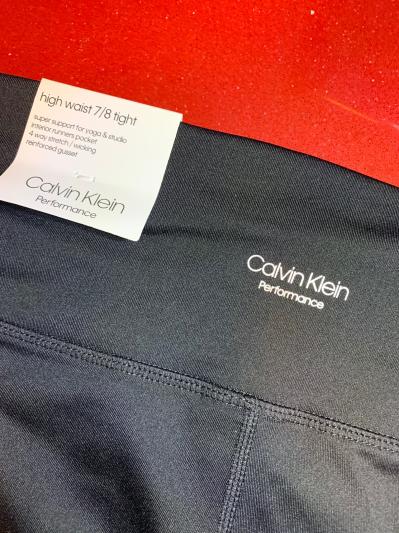 high waist 7/8 tight
super support for yoga & studio
interior runners pocket
4 way stretch / wicking
reinforced gusset
Calvin Klein
Performance
Calvin Klein
Performance